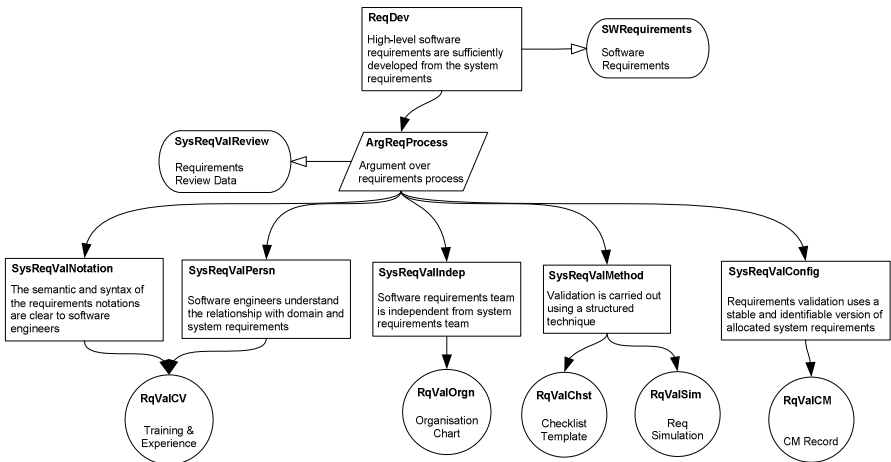 ReqDev
High-level software
requirements are sufficiently
developed from the system
requirements
SWRequirements
Software
Requirements
SysReqValReview
Requirements
Review Data
ArgReqProcess
Argument over
requirements process
SysReqValNotation
The semantic and syntax of
the requirements notations
are clear to software
engineers
SysReqValPersn
Software engineers understand
the relationship with domain and
system requirements
SysReqValIndep
Software requirements team
is independent from system
requirements team
SysReqValMethod
Validation is carried out
using a structured
technique
SysReqValConfig
Requirements validation uses a
stable and identifiable version of
allocated system requirements
RqValCV
Training &
Experience
RqValOrgn
Organisation
Chart
RqValChst
Checklist
Template
RqValSim
Req
Simulation
RqValCM
CM Record